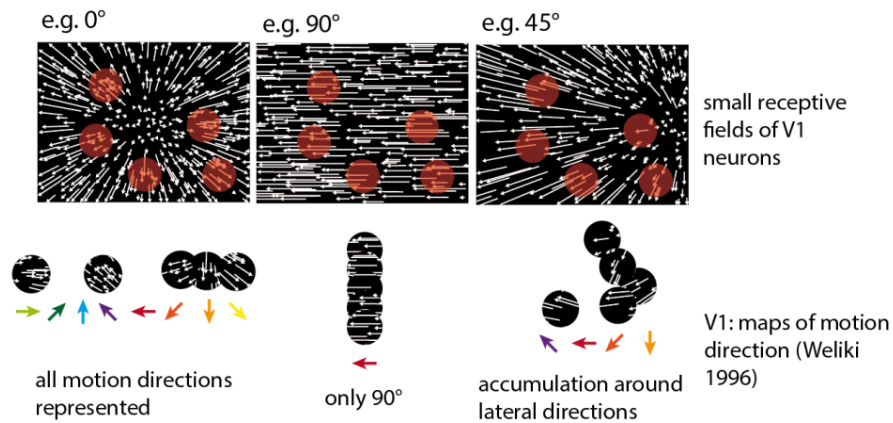 e.g. 0°
e.g. 90°
e.g. 45°
small receptive
fields of V1
neurons
all motion directions
represented
only 90°
accumulation around
lateral directions
V1: maps of motion
direction (Weliki
1996)